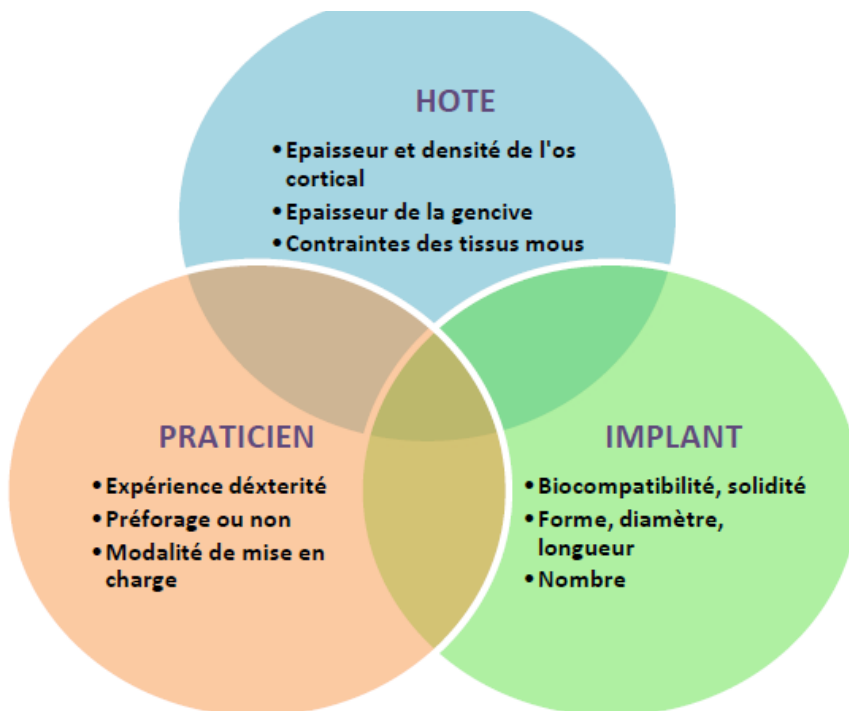 HOTE
• Epaisseur et densité de l'os
cortical
• Epaisseur de la gencive
• Contraintes des tissus mous
PRATICIEN
• Expérience déxterité
• Préforage ou non
• Modalité de mise en
charge
IMPLANT
• Biocompatibilité, solidité
• Forme, diamètre,
longueur
• Nombre